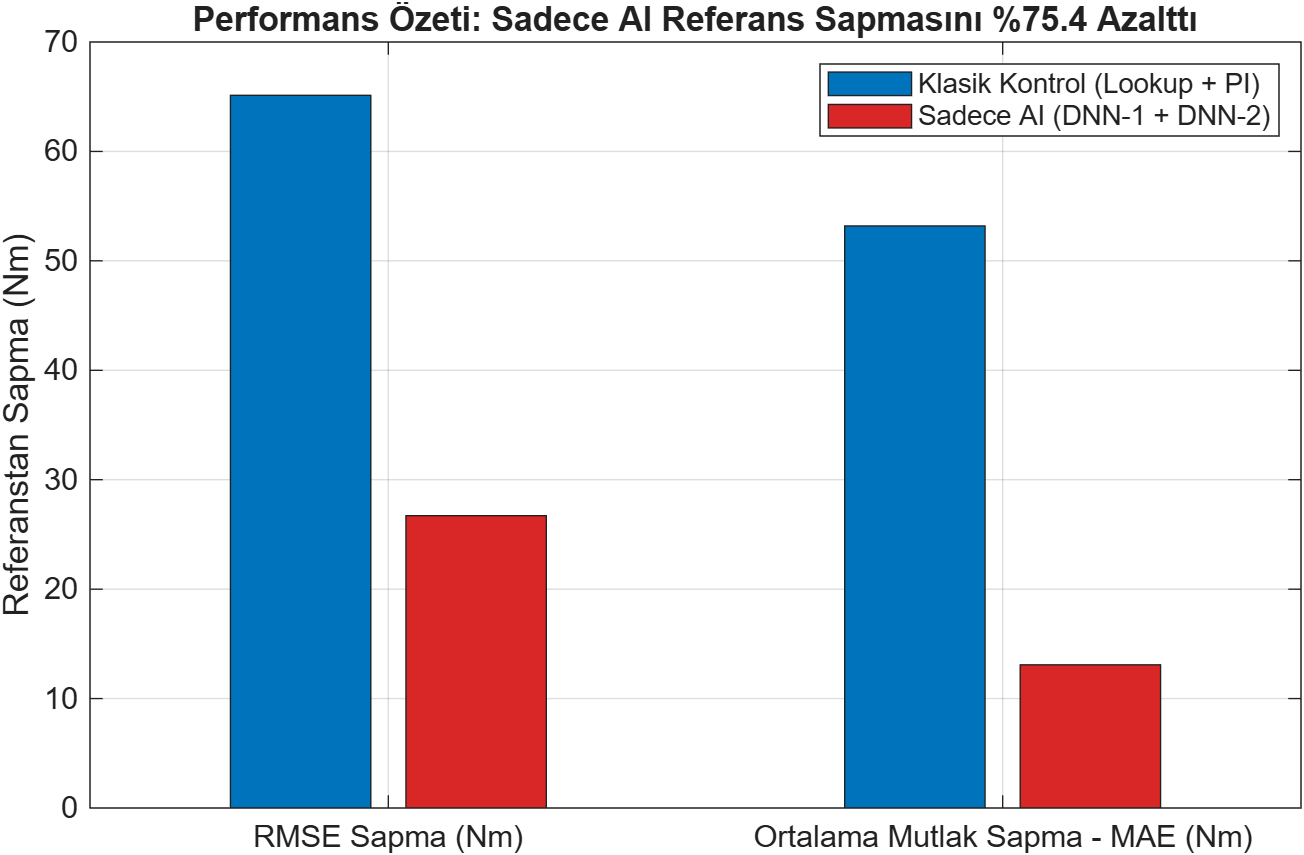 Performans Özeti: Sadece AI Referans Sapmasını %75.4 Azalttı
Klasik Kontrol (Lookup + PI)
Sadece AI (DNN-1 + DNN-2)
Referanstan Sapma (Nm)
70
60
50
40
30
20
10
0
RMSE Sapma (Nm)
Ortalama Mutlak Sapma - MAE (Nm)